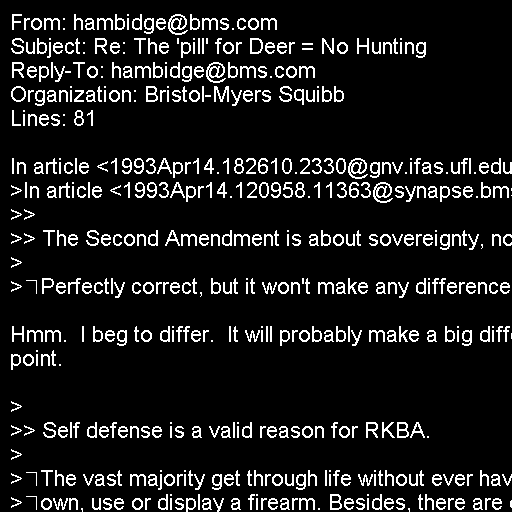 From: hambidge@bms.com
Subject: Re: The 'pill' for Deer = No Hunting
Reply-To: hambidge@bms.com
Organization: Bristol-Myers Squibb
Lines: 81

In article <1993Apr14.182610.2330@gnv.ifas.ufl.edu
>In article <1993Apr14.120958.11363@synapse.bms
>>
>> The Second Amendment is about sovereignty, no
>
> Perfectly correct, but it won't make any difference
Hmm.  I beg to differ.  It will probably make a big diff
point.

>
>> Self defense is a valid reason for RKBA.
>
> The vast majority get through life without ever hav
> own, use or display a firearm. Besides, there are